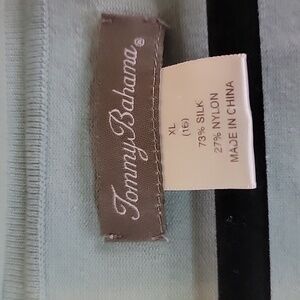 Tommy Bahama®
XL
(16)
73% SILK
27% NYLON
MADE IN CHINA